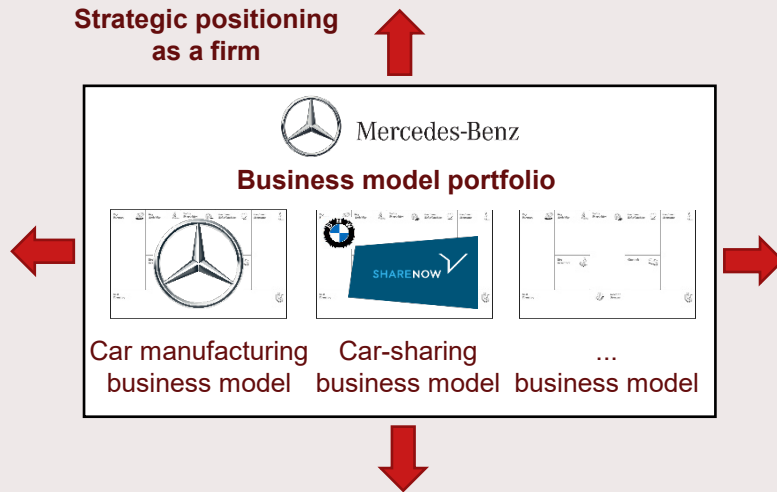 Strategic positioning
as a firm
Mercedes-Benz
Business model portfolio
SHARENOW
Car manufacturing
business model
Car-sharing
business model
...
business model